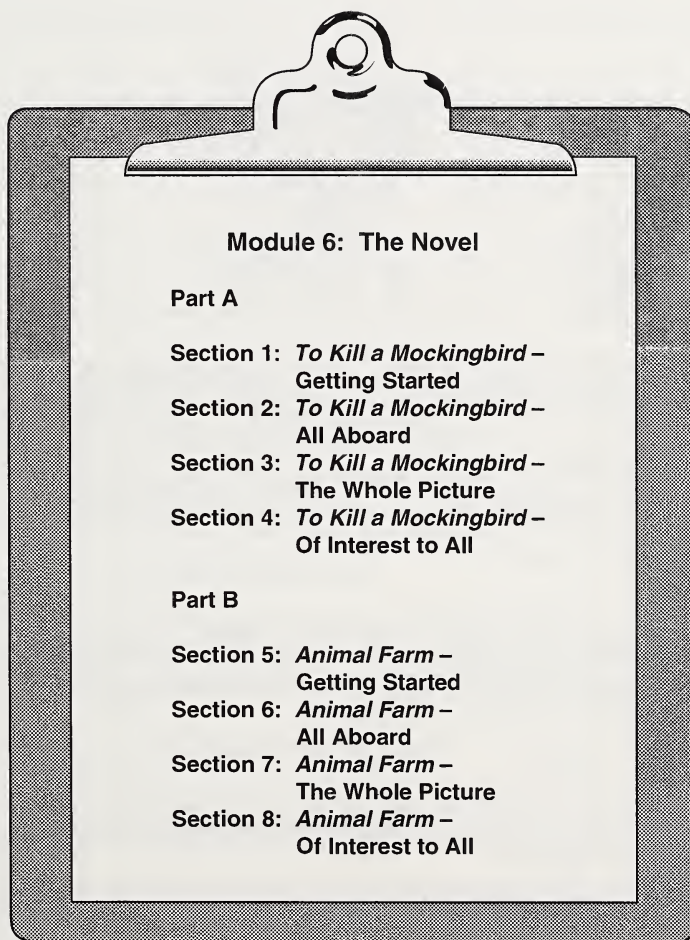 Module 6: The Novel
Part A
Section 1: To Kill a Mockingbird –
Getting Started
Section 2: To Kill a Mockingbird –
All Aboard
Section 3: To Kill a Mockingbird –
The Whole Picture
Section 4: To Kill a Mockingbird –
Of Interest to All
Part B
Section 5: Animal Farm –
Getting Started
Section 6: Animal Farm –
All Aboard
Section 7: Animal Farm –
The Whole Picture
Section 8: Animal Farm –
Of Interest to All